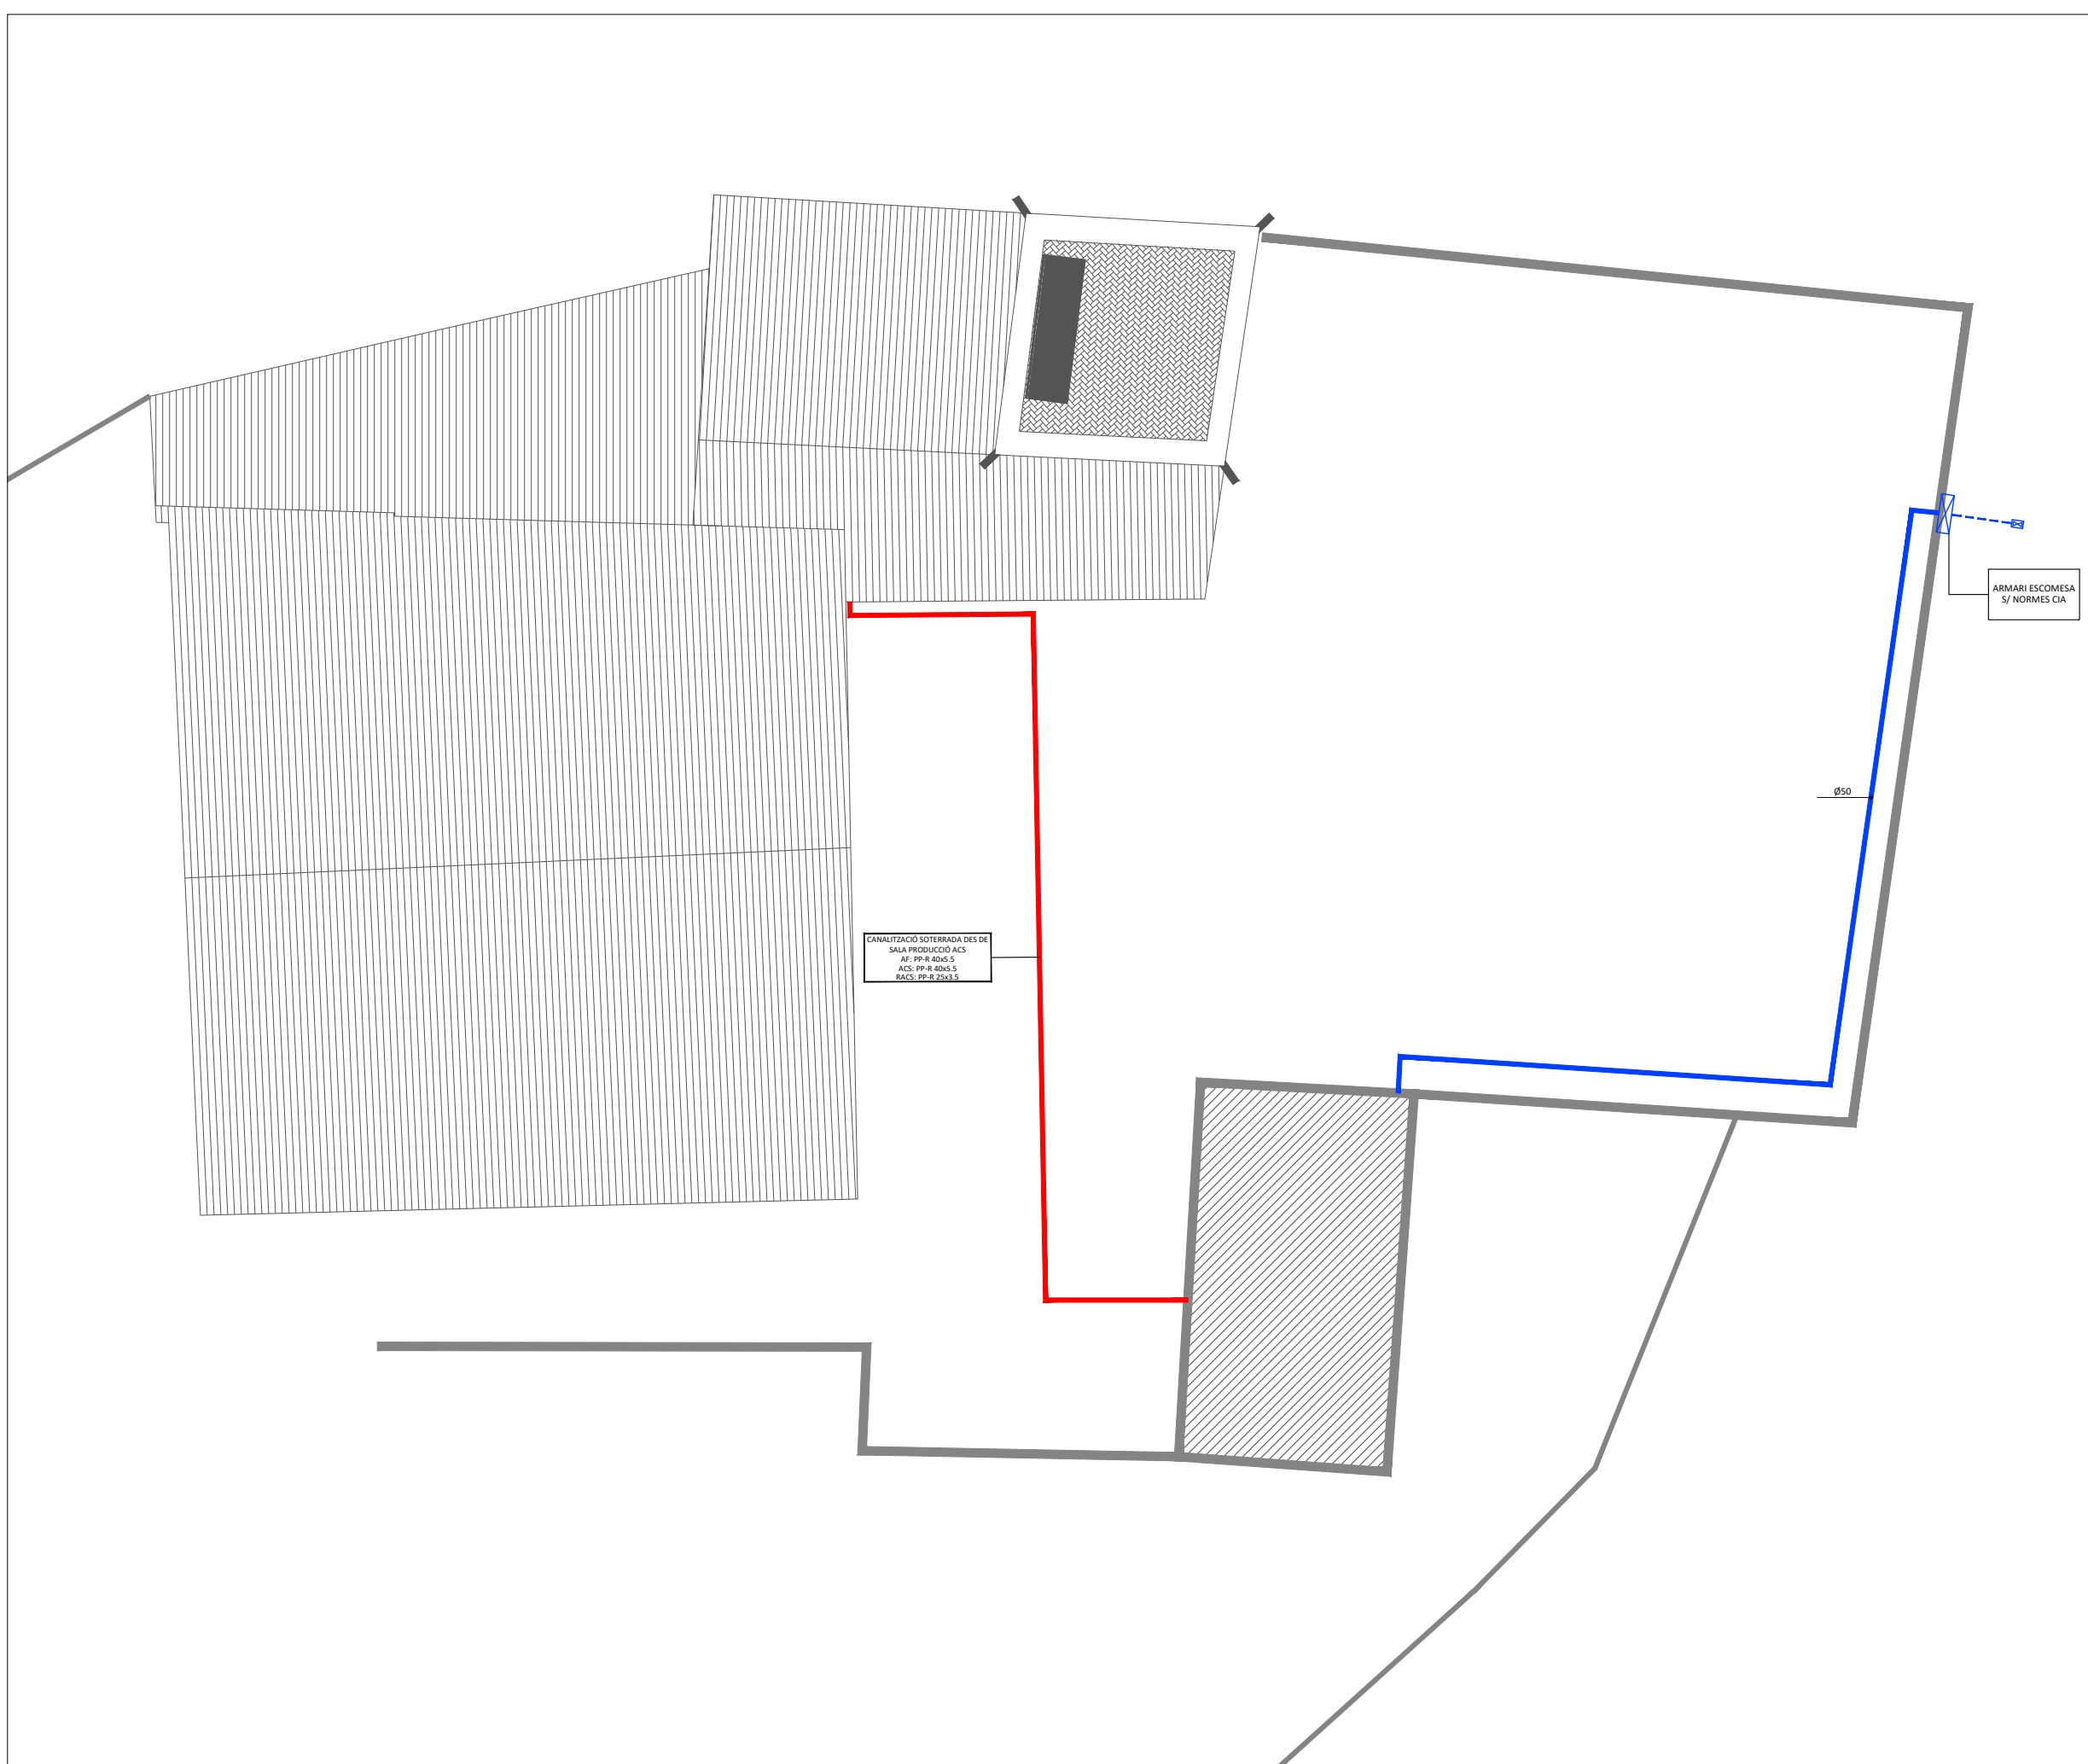 ARMARI ESCOMESA
S/ NORMES CIA
Ø50
CANALITZACIÓ SOTERRADA DES DE
SALA PRODUCCIÓ ACS
AF: PP-R 40x5.5
ACS: PP-R 40x5.5
RACS: PP-R 25x3.5